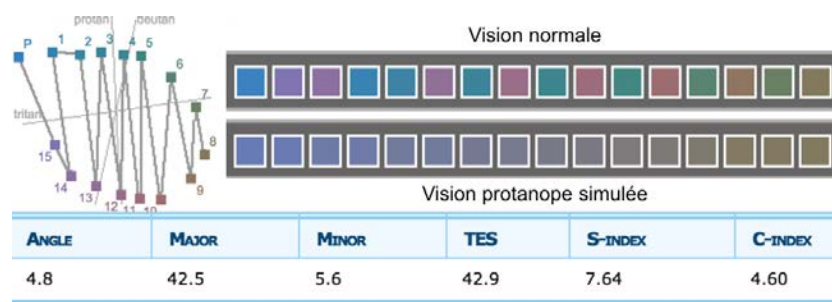 protan deutan
P 1 2 3 4 5
6
7
tritan
8
15
14 9
13 12 11 10
Vision normale
Vision protanope simulée
ANGLE MAJOR MINOR TES S-INDEX C-INDEX
4.8 42.5 5.6 42.9 7.64 4.60